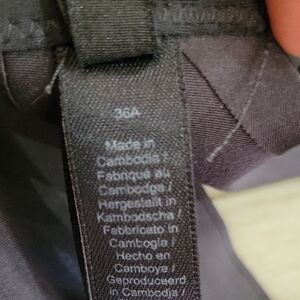 36A
Made in
Cambodia /
Fabriqué au
Cambodge /
Hergestellt in
Kambodscha /
Fabbricato in
Cambogia /
Hecho en
Camboya /
Geproduceerd
in Cambodja /